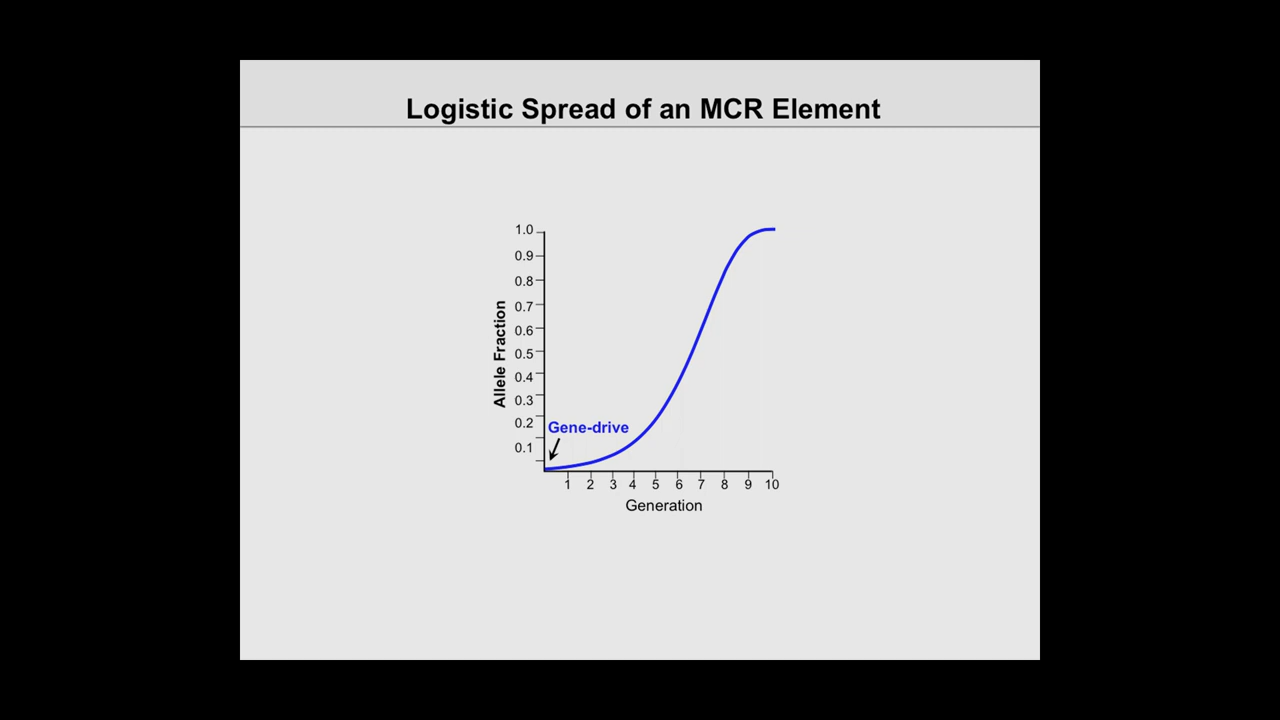 Logistic Spread of an MCR Element
1.0
0.9
0.8
0.7
0.6
0.5
0.4
0.3
0.2
0.1
Allele Fraction
Gene-drive
1 2 3 4 5 6 7 8 9 10
Generation